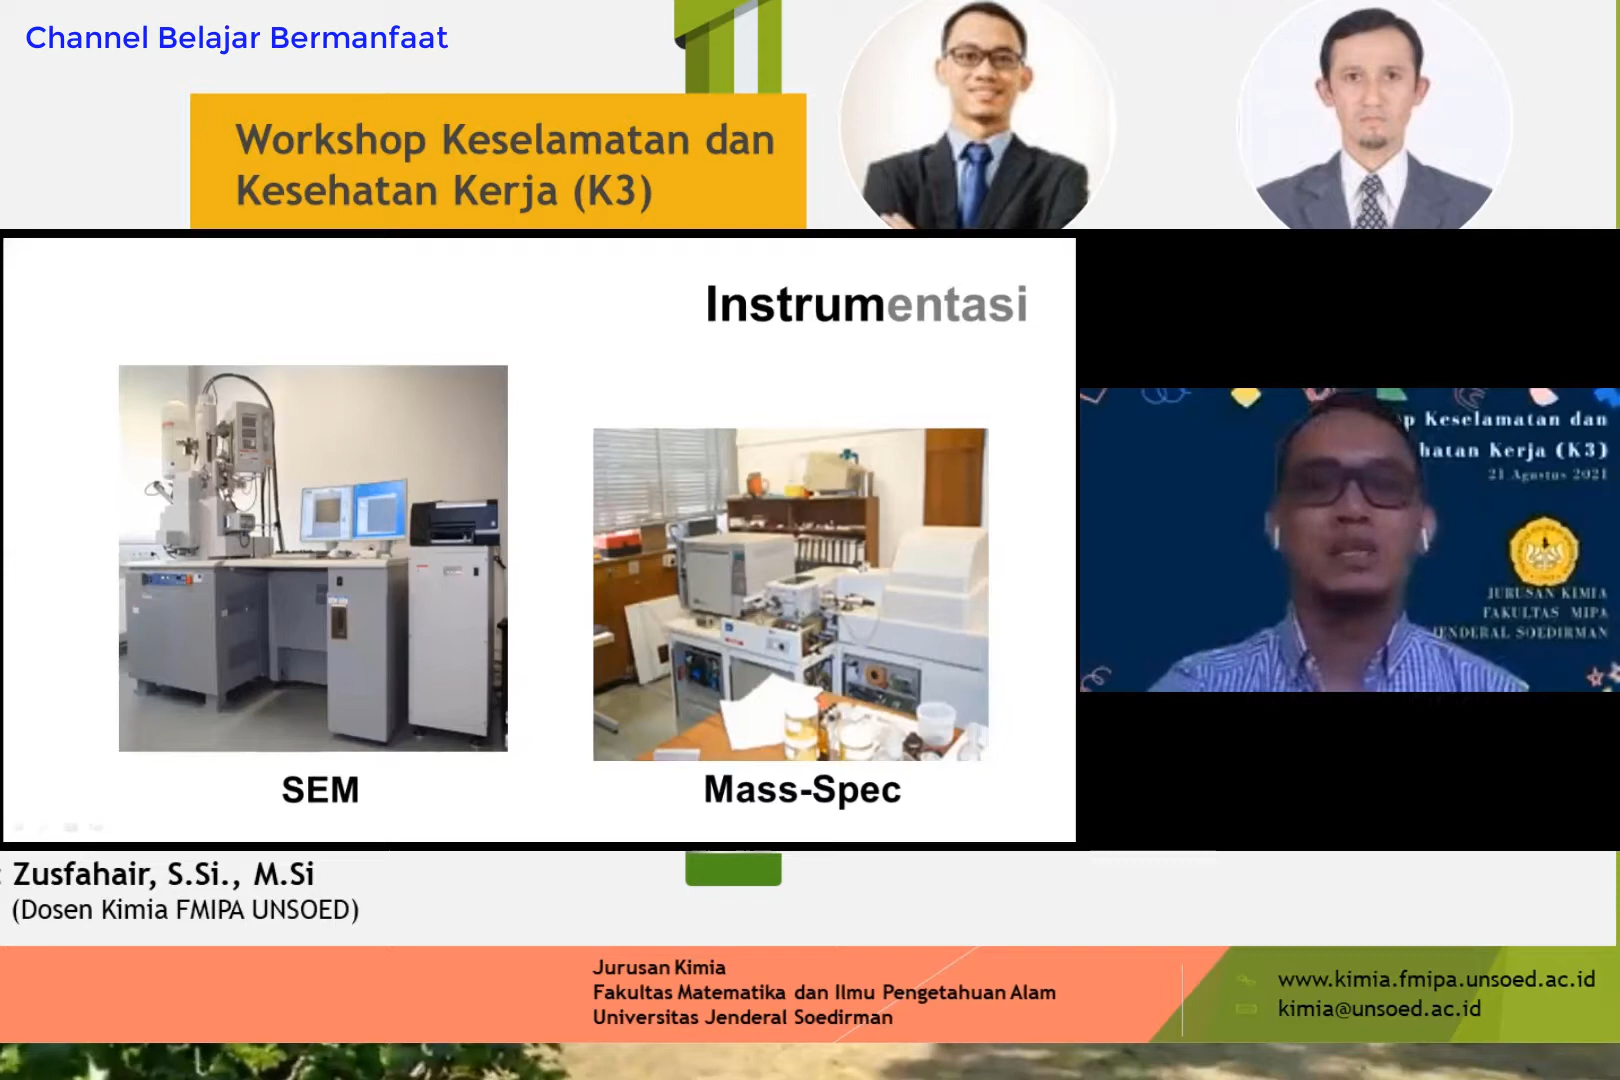 Channel Belajar Bermanfaat
Workshop Keselamatan dan
Kesehatan Kerja (K3)
Instrumentasi
SEM
Mass-Spec
p Keselamatan dan
hatan Kerja (K3)
21 Agustus 2021
JURUSAN KIMIA
FAKULTAS MIPA
JENDERAL SOEDIRMAN
: Zusfahair, S.Si., M.Si
(Dosen Kimia FMIPA UNSOED)
Jurusan Kimia
Fakultas Matematika dan Ilmu Pengetahuan Alam
Universitas Jenderal Soedirman
www.kimia.fmipa.unsoed.ac.id
kimia@unsoed.ac.id